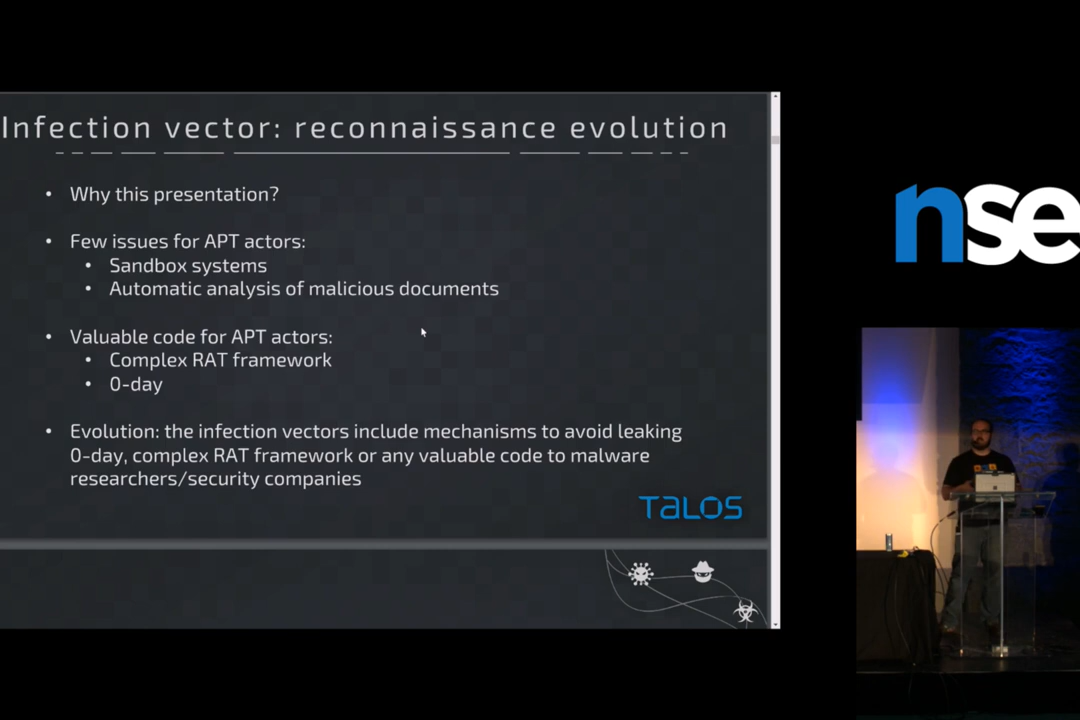 Infection vector: reconnaissance evolution
• Why this presentation?
• Few issues for APT actors:
• Sandbox systems
• Automatic analysis of malicious documents
• Valuable code for APT actors:
• Complex RAT framework
• 0-day
• Evolution: the infection vectors include mechanisms to avoid leaking
0-day, complex RAT framework or any valuable code to malware
researchers/security companies
TALOS
nse